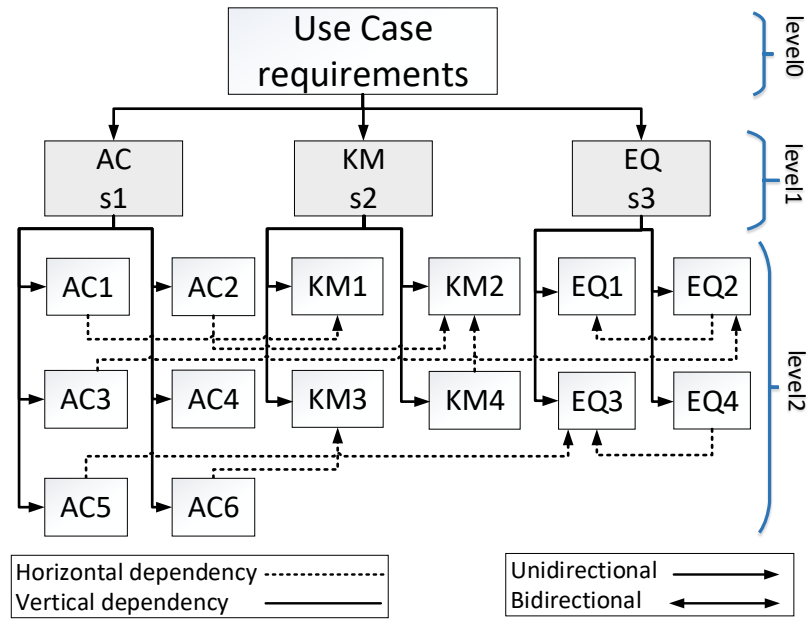 Use Case
requirements
level0
AC
s1
KM
s2
EQ
s3
level1
AC1
AC2
KM1
KM2
EQ1
EQ2
AC3
AC4
KM3
KM4
EQ3
EQ4
level2
AC5
AC6
Horizontal dependency
Vertical dependency
Unidirectional
Bidirectional